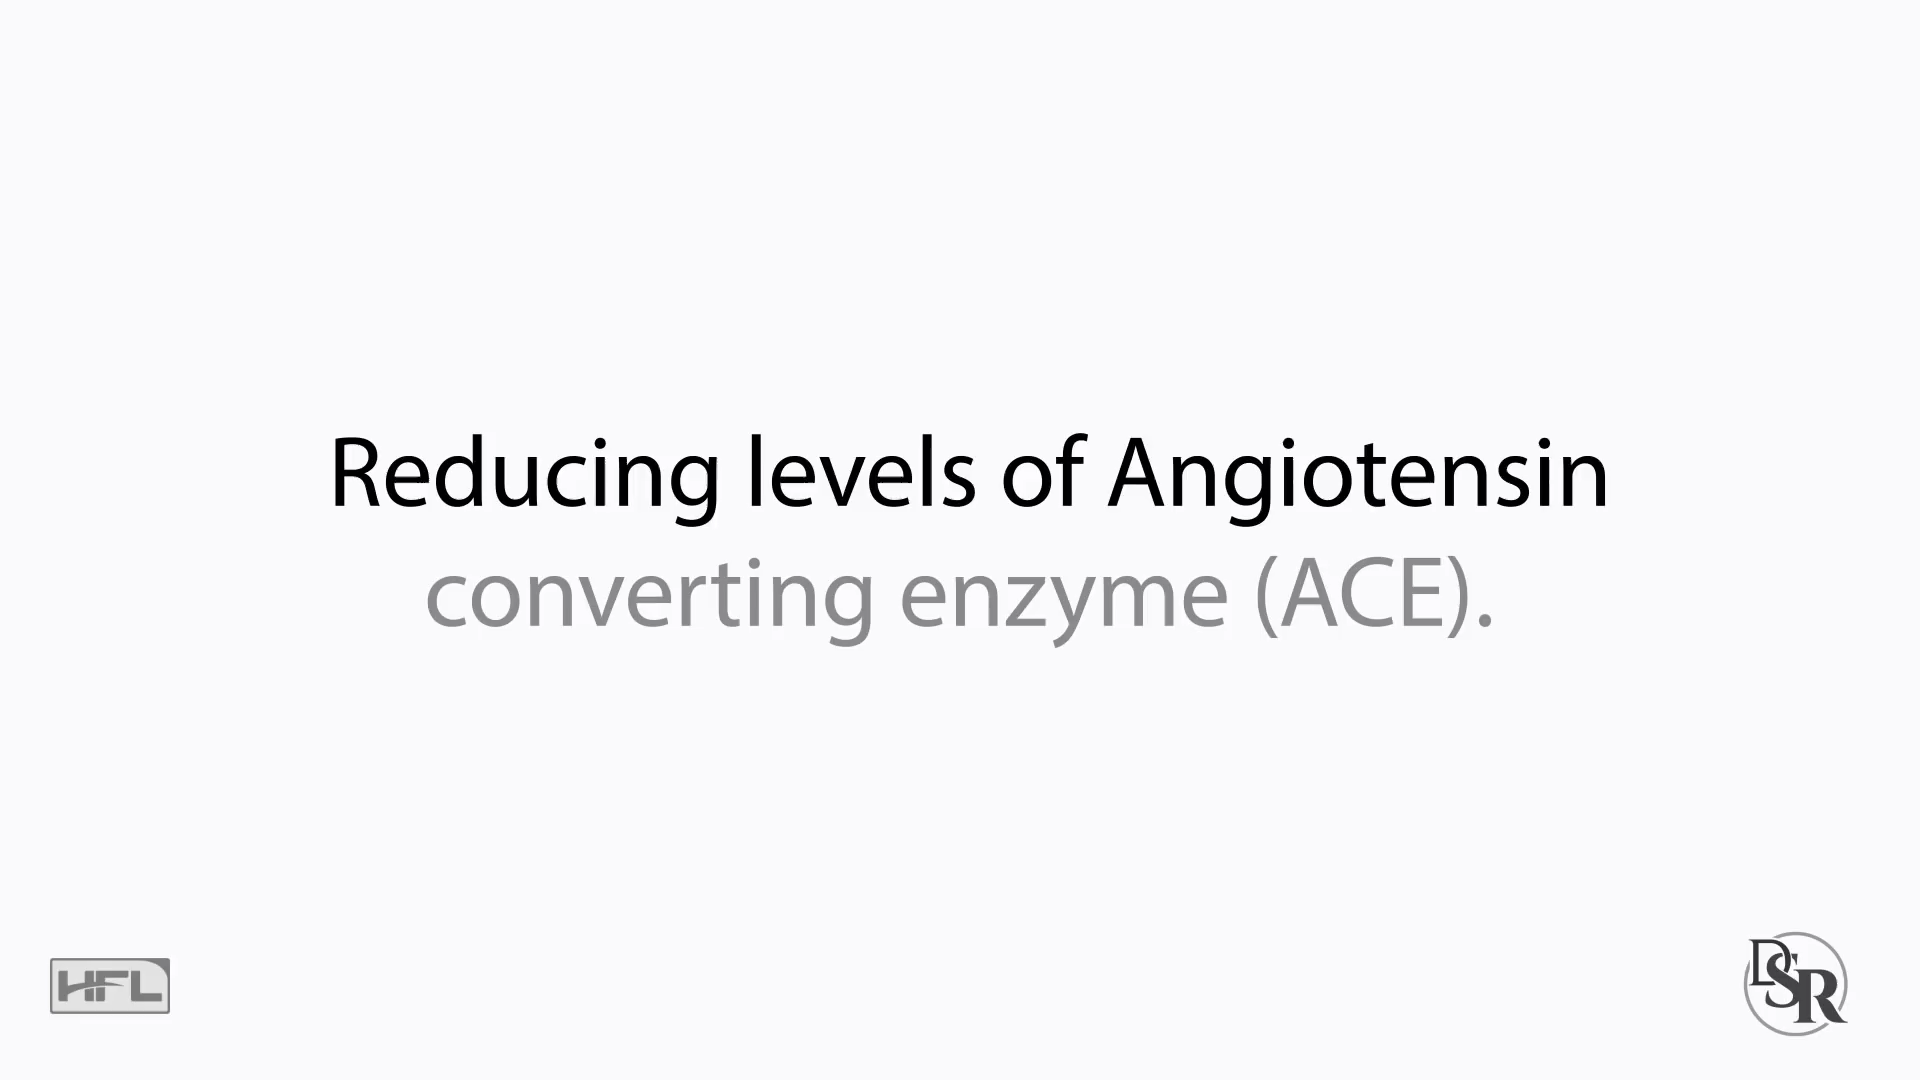 Reducing levels of Angiotensin
converting enzyme (ACE).
HFL
DSR